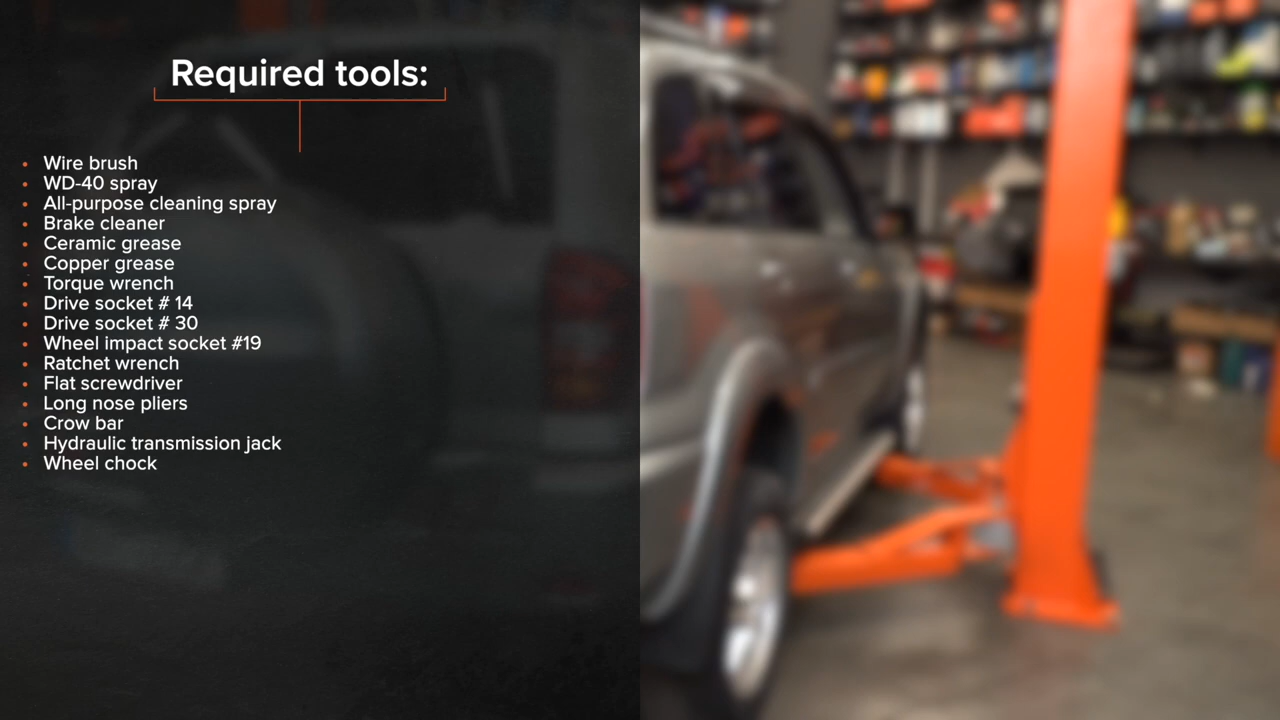 Required tools:
• Wire brush
• WD-40 spray
• All-purpose cleaning spray
• Brake cleaner
• Ceramic grease
• Copper grease
• Torque wrench
• Drive socket # 14
• Drive socket # 30
• Wheel impact socket #19
• Ratchet wrench
• Flat screwdriver
• Long nose pliers
• Crow bar
• Hydraulic transmission jack
• Wheel chock